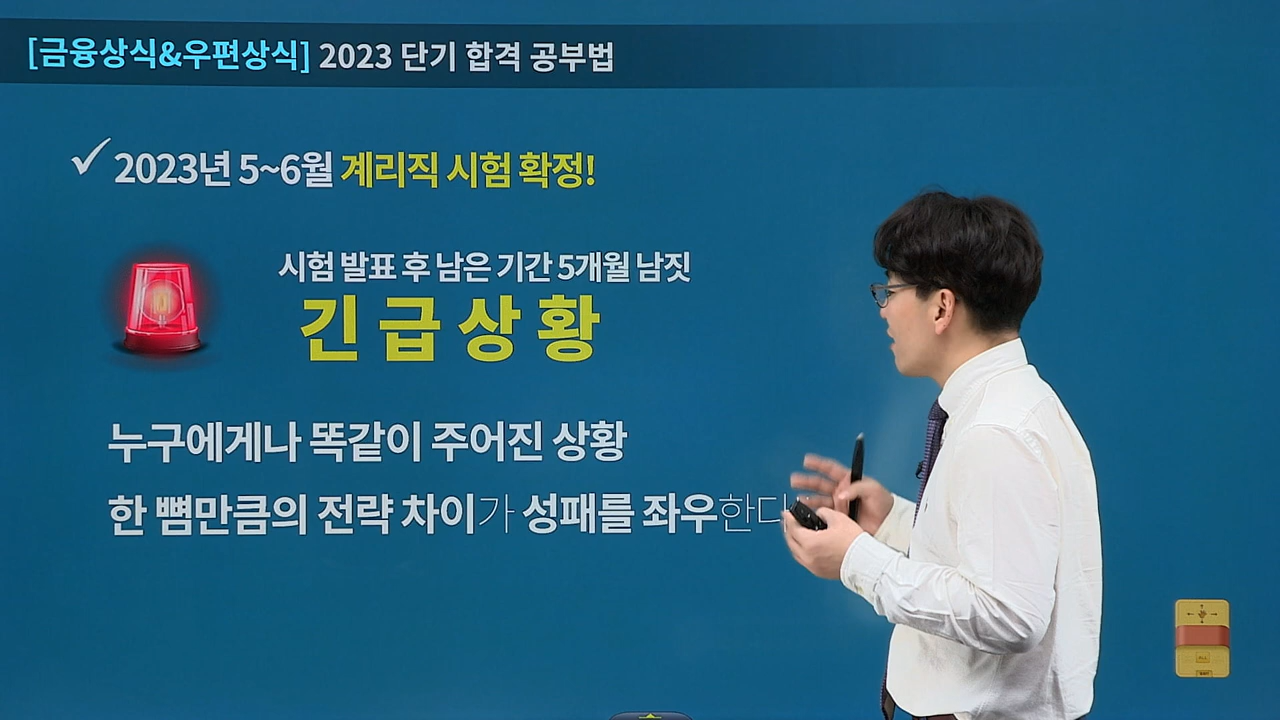 [금융상식&우편상식] 2023 단기 합격 공부법
2023년 5~6월 계리직 시험 확정!
시험 발표 후 남은 기간 5개월 남짓
긴급상황
누구에게나 똑같이 주어진 상황
한 뼘만큼의 전략 차이가 성패를 좌우한다